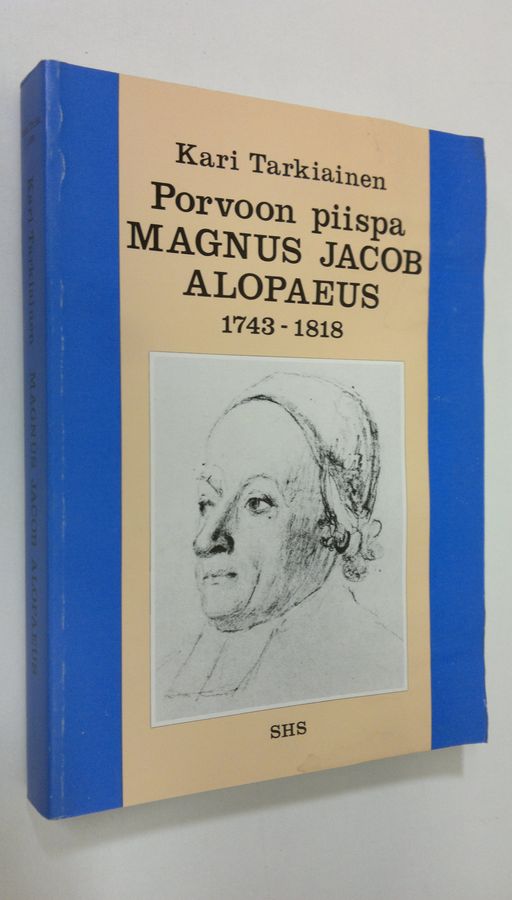 Kari Tarkiainen
Porvoon piispa
MAGNUS JACOB
ALOPAEUS
1743 - 1818
SHS
Kari Tarkiainen MAGNUS JACOB ALOPAEUS